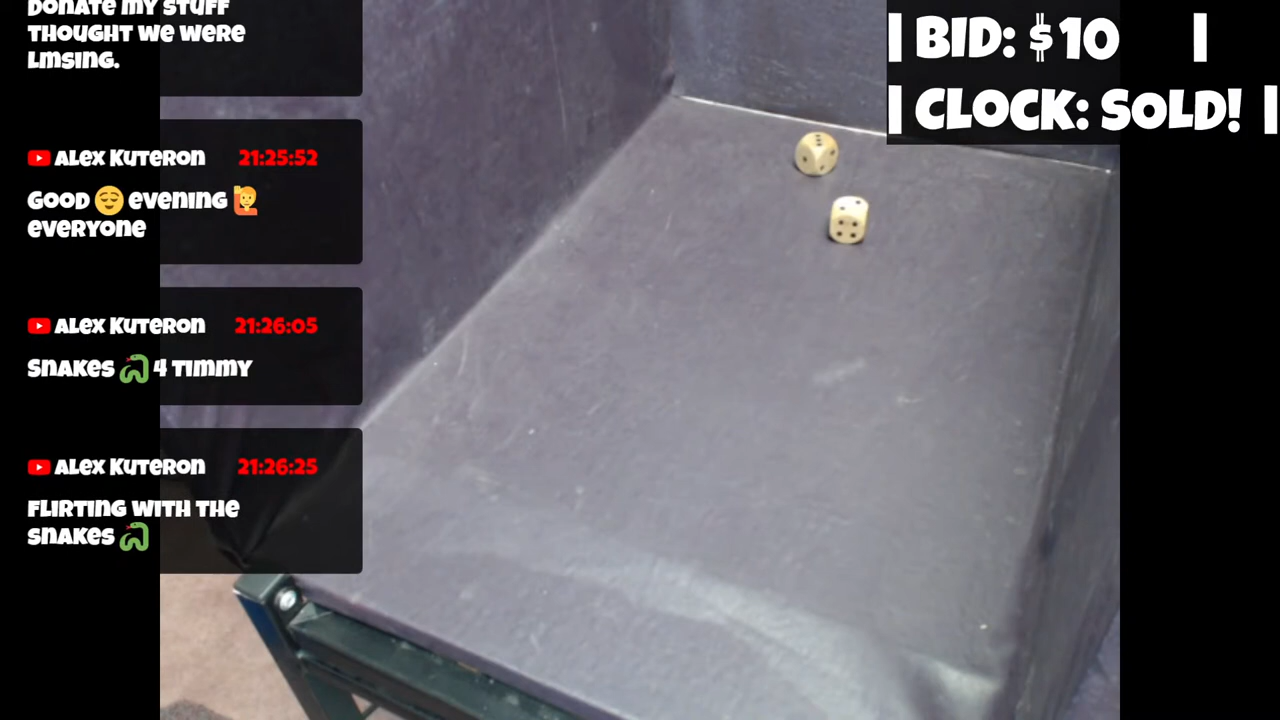 DONATE MY STUFF
THOUGHT WE WERE
LMSING.
ALEX KUTERON 21:25:52
GOOD 😌 EVENING 🙋
EVERYONE
ALEX KUTERON 21:26:05
SNAKES 🐍 4 TIMMY
ALEX KUTERON 21:26:25
FLIRTING WITH THE
SNAKES 🐍
| BID: $10 |
| CLOCK: SOLD! |